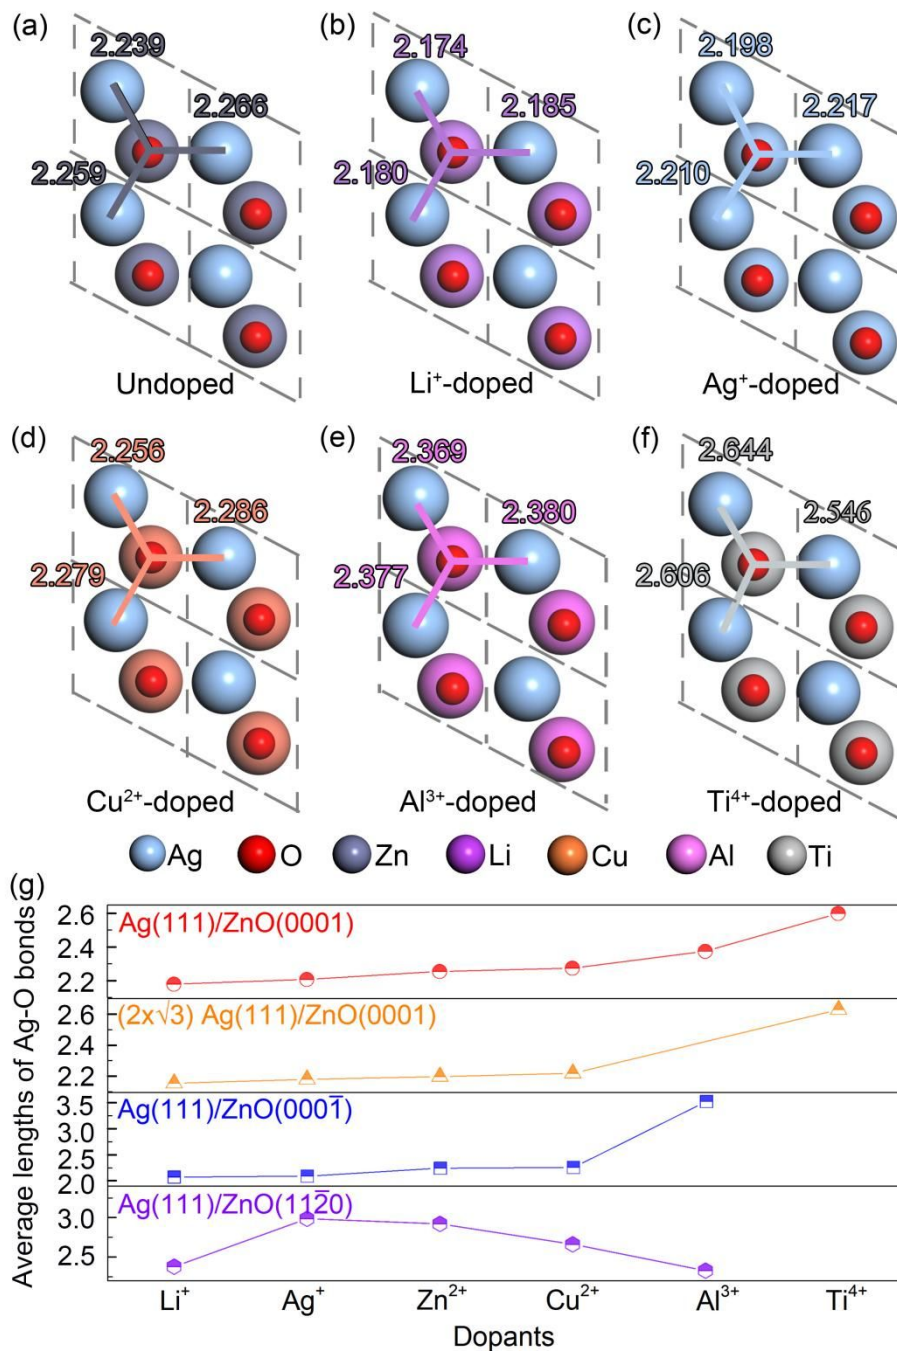 (a)
2.239
2.266
2.259
Undoped
(b)
2.174
2.185
2.180
Li⁺-doped
(c)
2.198
2.217
2.210
Ag⁺-doped
(d)
2.256
2.286
2.279
Cu²⁺-doped
(e)
2.369
2.380
2.377
Al³⁺-doped
(f)
2.644
2.546
2.606
Ti⁴⁺-doped
Ag O Zn Li Cu Al Ti
(g)
Average lengths of Ag-O bonds
2.6
2.4
2.2
Ag(111)/ZnO(0001)
2.6
2.4
2.2
(2x√3) Ag(111)/ZnO(0001)
3.5
3.0
2.5
2.0
Ag(111)/ZnO(0001̅)
3.0
2.5
Ag(111)/ZnO(112̅0)
Li⁺ Ag⁺ Zn²⁺ Cu²⁺ Al³⁺ Ti⁴⁺
Dopants